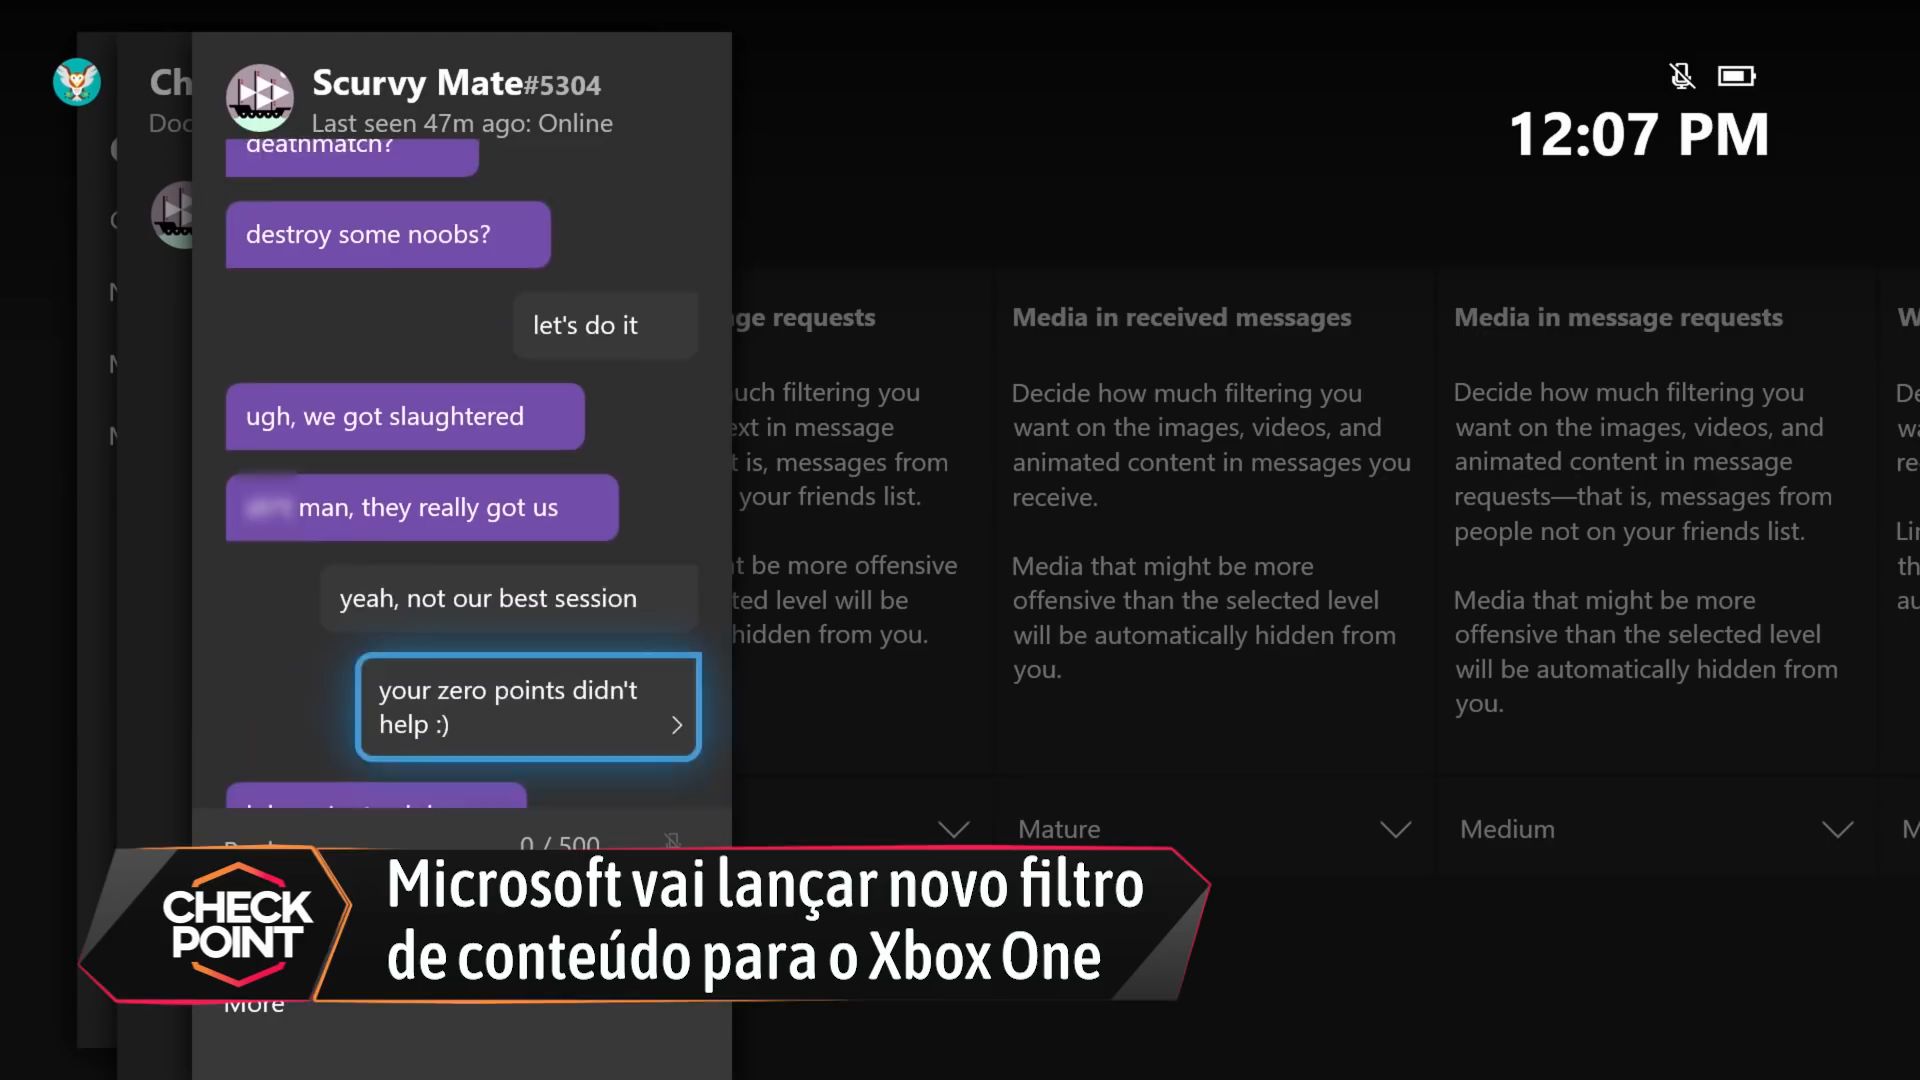 Ch
Doc
Scurvy Mate#5304
Last seen 47m ago: Online
deathmatch?
destroy some noobs?
let's do it
ugh, we got slaughtered
man, they really got us
yeah, not our best session
your zero points didn't
help :)
0 / 500
More
12:07 PM
requests
filtering you
in message
is, messages from
your friends list.
be more offensive
level will be
hidden from you.
Media in received messages
Decide how much filtering you
want on the images, videos, and
animated content in messages you
receive.
Media that might be more
offensive than the selected level
will be automatically hidden from
you.
Mature
Media in message requests
Decide how much filtering you
want on the images, videos, and
animated content in message
requests—that is, messages from
people not on your friends list.
Media that might be more
offensive than the selected level
will be automatically hidden from
you.
Medium
CHECK
POINT
Microsoft vai lançar novo filtro
de conteúdo para o Xbox One